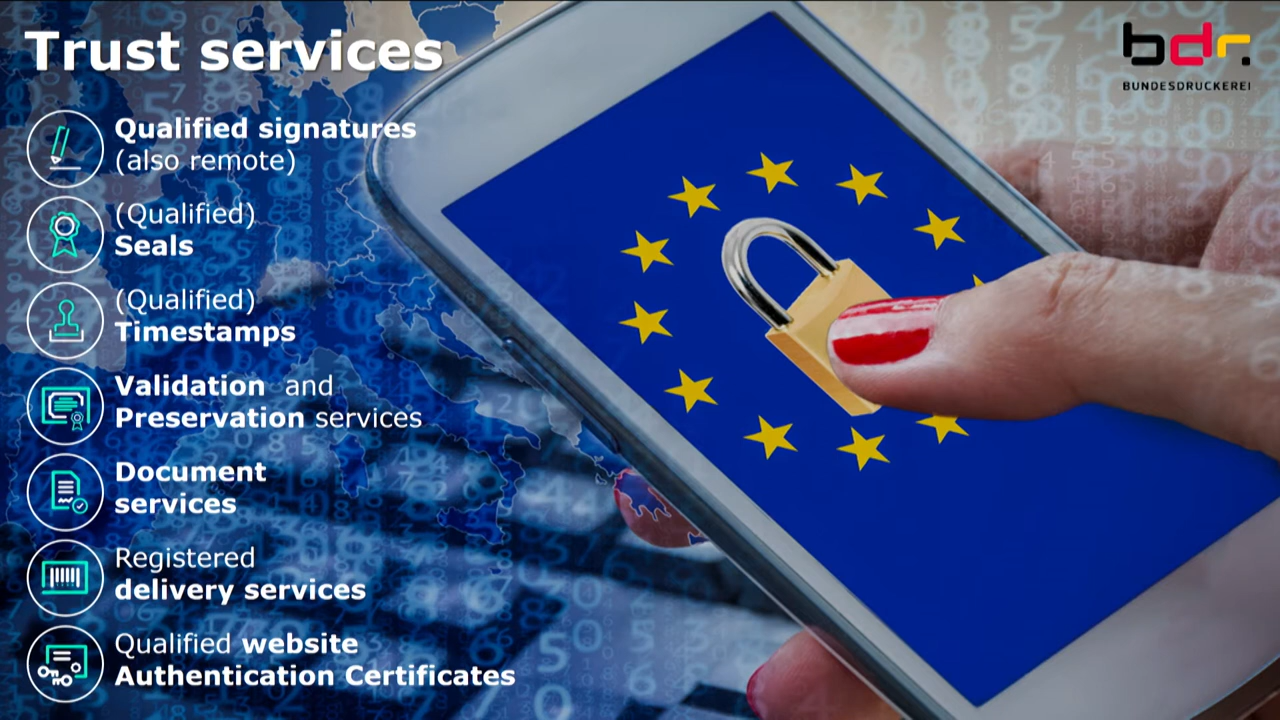 Trust services
bdr.
BUNDESDRUCKEREI
Qualified signatures
(also remote)
(Qualified)
Seals
(Qualified)
Timestamps
Validation and
Preservation services
Document
services
Registered
delivery services
Qualified website
Authentication Certificates